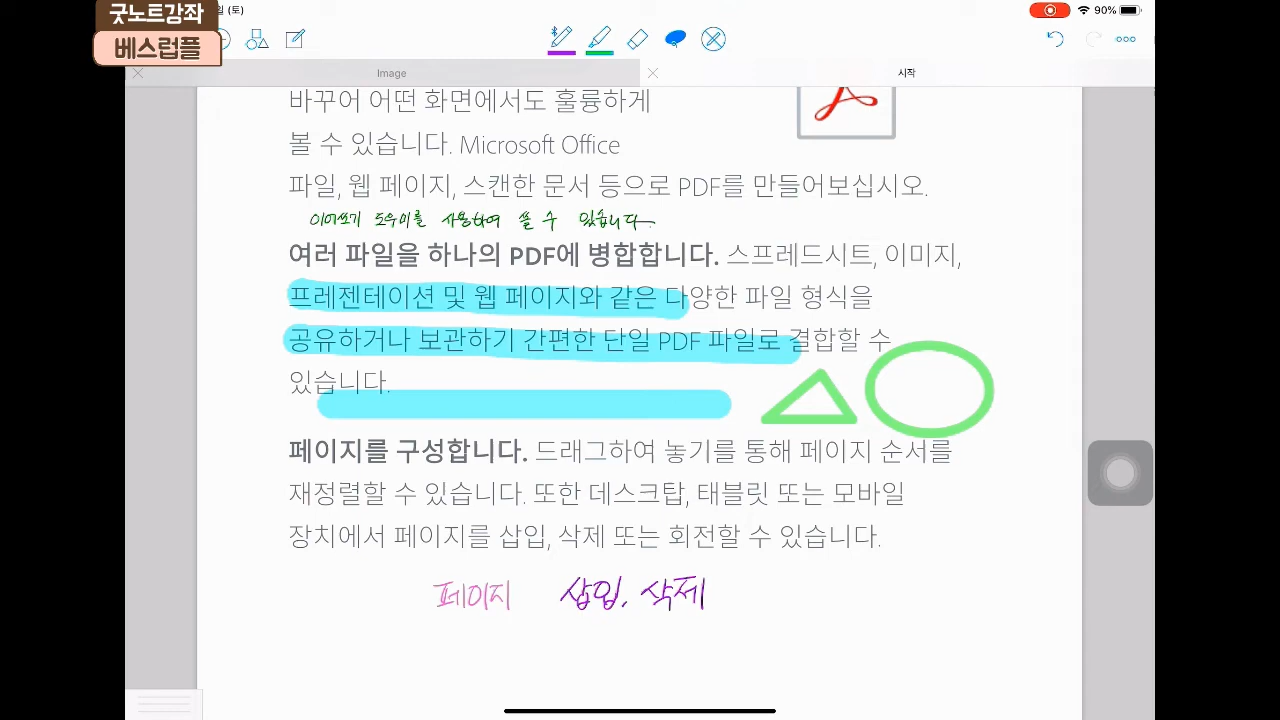 굿노트강좌
베스럽플
일 (토)
90%
Image
시작
바꾸어 어떤 화면에서도 훌륭하게
볼 수 있습니다. Microsoft Office
파일, 웹 페이지, 스캔한 문서 등으로 PDF를 만들어보십시오.
이어쓰기 도우미를 사용하여 쓸 수 있습니다.
여러 파일을 하나의 PDF에 병합합니다. 스프레드시트, 이미지,
프레젠테이션 및 웹 페이지와 같은 다양한 파일 형식을
공유하거나 보관하기 간편한 단일 PDF 파일로 결합할 수
있습니다.
페이지를 구성합니다. 드래그하여 놓기를 통해 페이지 순서를
재정렬할 수 있습니다. 또한 데스크탑, 태블릿 또는 모바일
장치에서 페이지를 삽입, 삭제 또는 회전할 수 있습니다.
페이지 삽입, 삭제